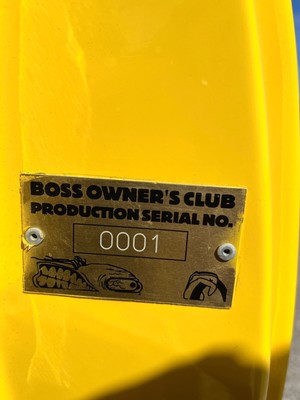 BOSS OWNER'S CLUB
PRODUCTION SERIAL NO.
0001